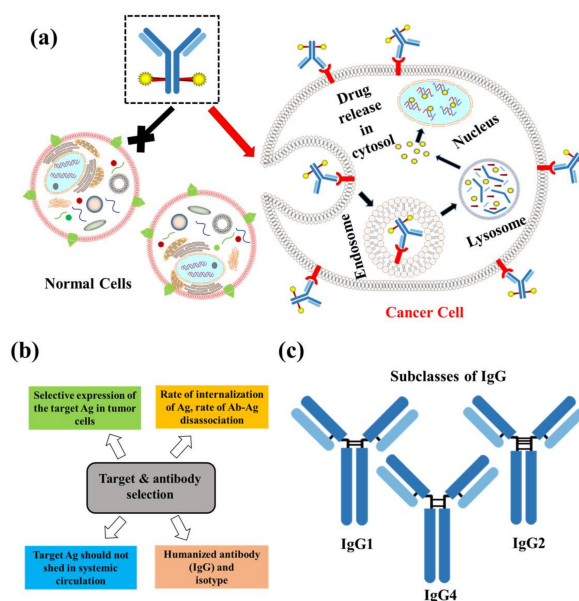 (a)
Drug
release
in
cytosol
Nucleus
Endosome
Lysosome
Normal Cells
Cancer Cell
(b)
Selective expression of
the target Ag in tumor
cells
Rate of internalization
of Ag, rate of Ab-Ag
disassociation
Target & antibody
selection
Target Ag should not
shed in systemic
circulation
Humanized antibody
(IgG) and
isotype
(c)
Subclasses of IgG
IgG1
IgG4
IgG2